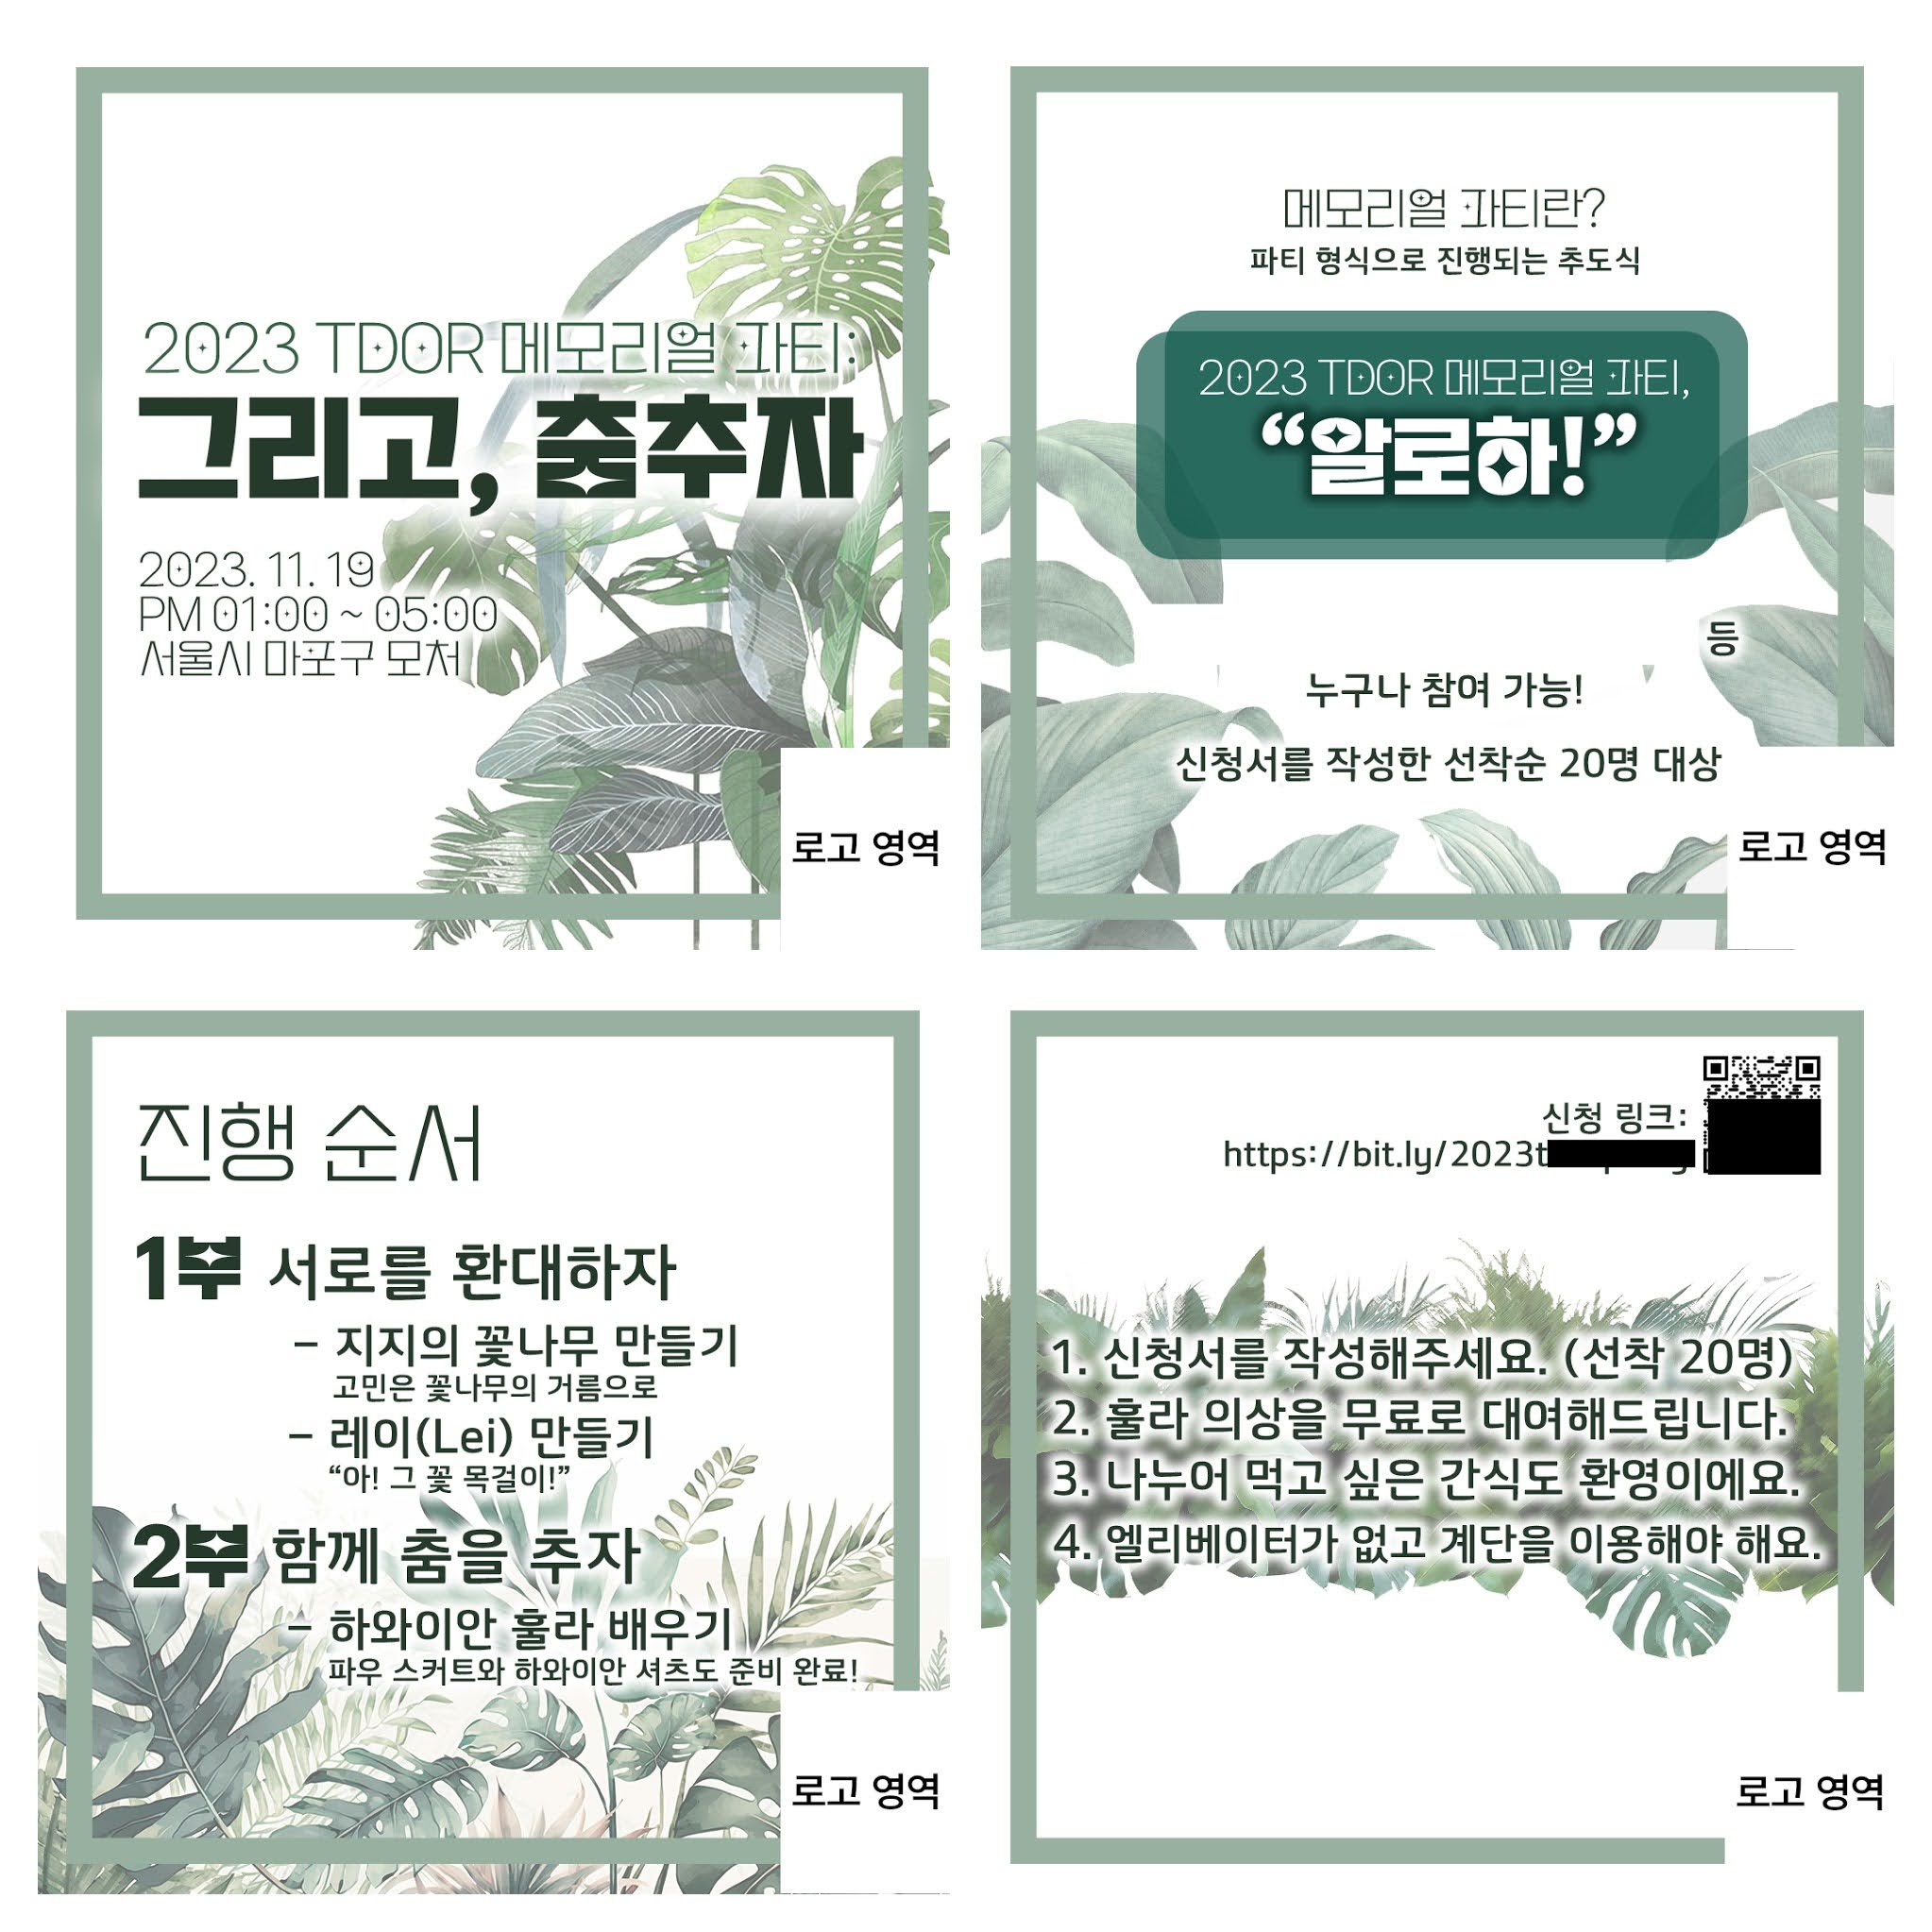 2023 TDOR 메모리얼 파티:
그리고, 춤추자
2023. 11. 19
PM 01:00 ~ 05:00
서울시 마포구 모처
로고 영역
메모리얼 파티란?
파티 형식으로 진행되는 추도식
2023 TDOR 메모리얼 파티,
“알로하!”
등
누구나 참여 가능!
신청서를 작성한 선착순 20명 대상
로고 영역
진행 순서
1부 서로를 환대하자
- 지지의 꽃나무 만들기
고민은 꽃나무의 거름으로
- 레이(Lei) 만들기
“아! 그 꽃 목걸이!”
2부 함께 춤을 추자
- 하와이안 훌라 배우기
파우 스커트와 하와이안 셔츠도 준비 완료!
로고 영역
신청 링크:
https://bit.ly/2023t
1. 신청서를 작성해주세요. (선착 20명)
2. 훌라 의상을 무료로 대여해드립니다.
3. 나누어 먹고 싶은 간식도 환영이에요.
4. 엘리베이터가 없고 계단을 이용해야 해요.
로고 영역